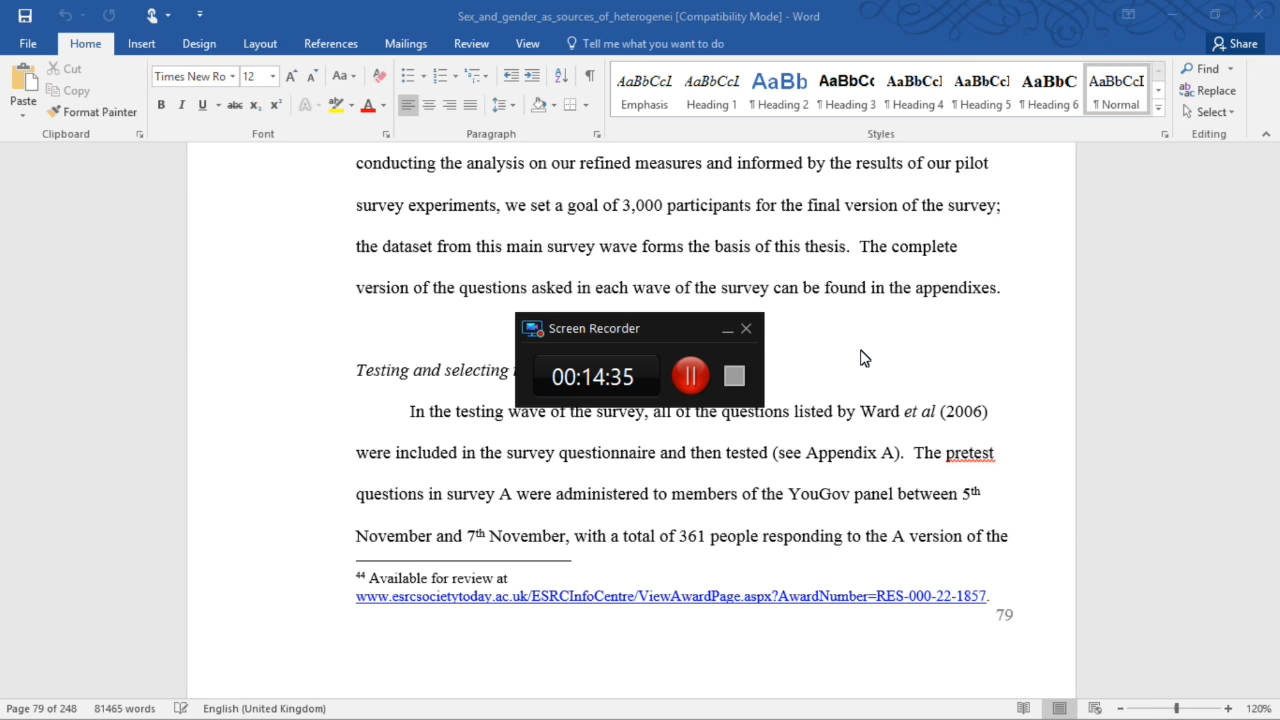 Sex_and_gender_as_sources_of_heterogenei [Compatibility Mode] - Word
File Home Insert Design Layout References Mailings Review View Tell me what you want to do Share
Paste
Cut
Copy
Format Painter
Clipboard
Times New Ro 12
Font
Paragraph
AaBbCcI AaBbCcI AaBb AaBbCc AaBbCcI AaBbCcI AaBbC AaBbCcI
Emphasis Heading 1 ¶ Heading 2 ¶ Heading 3 ¶ Heading 4 ¶ Heading 5 ¶ Heading 6 ¶ Normal
Styles
Find
Replace
Select
Editing
conducting the analysis on our refined measures and informed by the results of our pilot
survey experiments, we set a goal of 3,000 participants for the final version of the survey;
the dataset from this main survey wave forms the basis of this thesis. The complete
version of the questions asked in each wave of the survey can be found in the appendixes.
Screen Recorder
00:14:35
Testing and selecting
In the testing wave of the survey, all of the questions listed by Ward et al (2006)
were included in the survey questionnaire and then tested (see Appendix A). The pretest
questions in survey A were administered to members of the YouGov panel between 5th
November and 7th November, with a total of 361 people responding to the A version of the
44 Available for review at
www.esrcsocietytoday.ac.uk/ESRCInfoCentre/ViewAwardPage.aspx?AwardNumber=RES-000-22-1857.
79
Page 79 of 248 81465 words English (United Kingdom) 120%